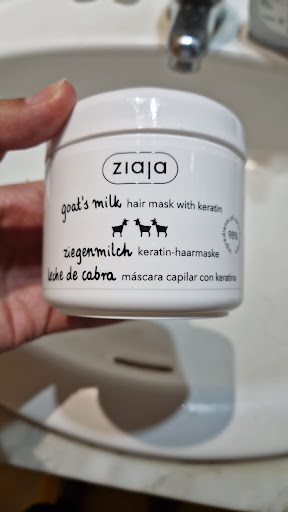 ziaja
goat's milk hair mask with keratin
ziegenmilch keratin-haarmaske
leche de cabra máscara capilar con keratina